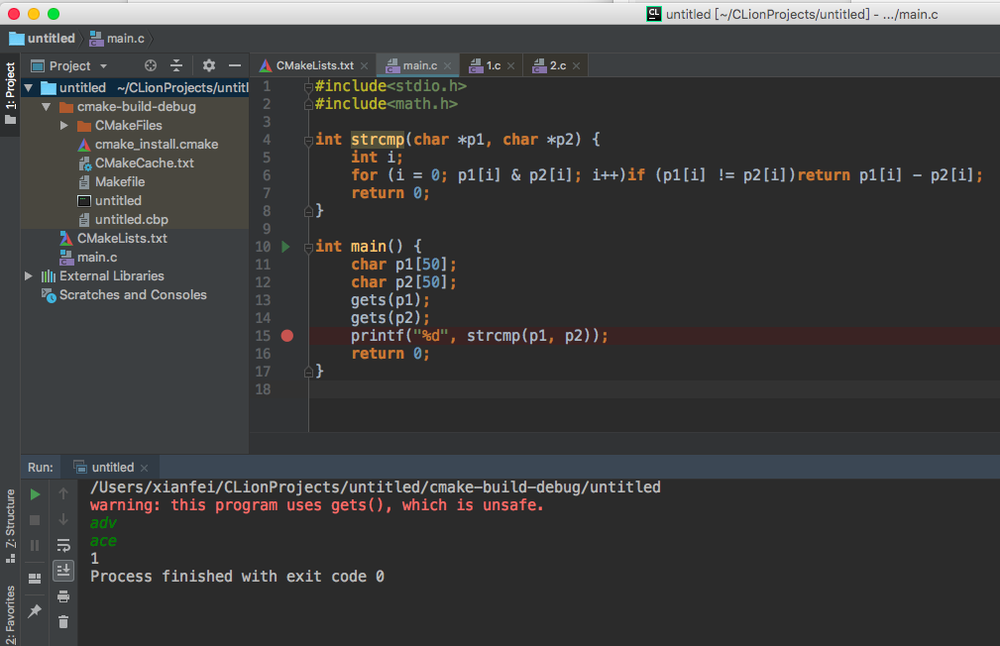 untitled [~/CLionProjects/untitled] - .../main.c
untitled main.c
1: Project
Project
CMakeLists.txt main.c 1.c 2.c
untitled ~/CLionProjects/untitl
cmake-build-debug
CMakeFiles
cmake_install.cmake
CMakeCache.txt
Makefile
untitled
untitled.cbp
CMakeLists.txt
main.c
External Libraries
Scratches and Consoles
1 #include<stdio.h>
2 #include<math.h>
3
4 int strcmp(char *p1, char *p2) {
5 int i;
6 for (i = 0; p1[i] & p2[i]; i++)if (p1[i] != p2[i])return p1[i] - p2[i];
7 return 0;
8 }
9
10 int main() {
11 char p1[50];
12 char p2[50];
13 gets(p1);
14 gets(p2);
15 printf("%d", strcmp(p1, p2));
16 return 0;
17 }
18
Run: untitled
/Users/xianfei/CLionProjects/untitled/cmake-build-debug/untitled
warning: this program uses gets(), which is unsafe.
adv
ace
1
Process finished with exit code 0
7: Structure
2: Favorites